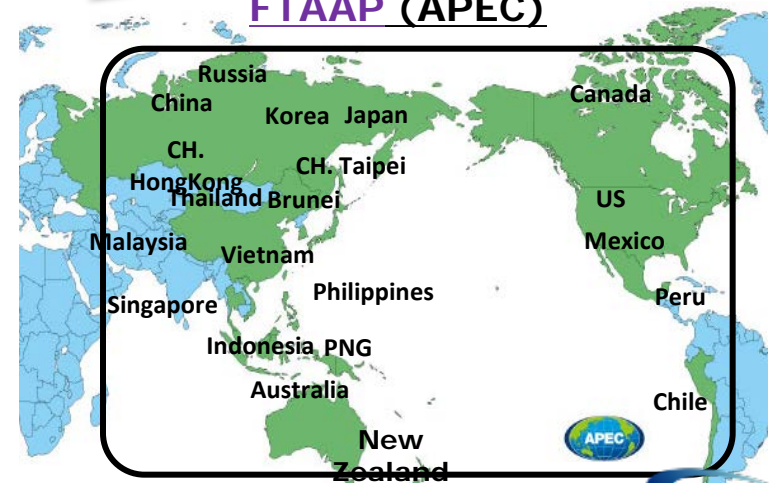 FTAAP (APEC)
Russia
China
Korea Japan
Canada
CH.
HongKong
CH. Taipei
Thailand Brunei
US
Malaysia
Vietnam
Mexico
Singapore
Philippines
Peru
Indonesia PNG
Australia
Chile
New
Zealand
APEC